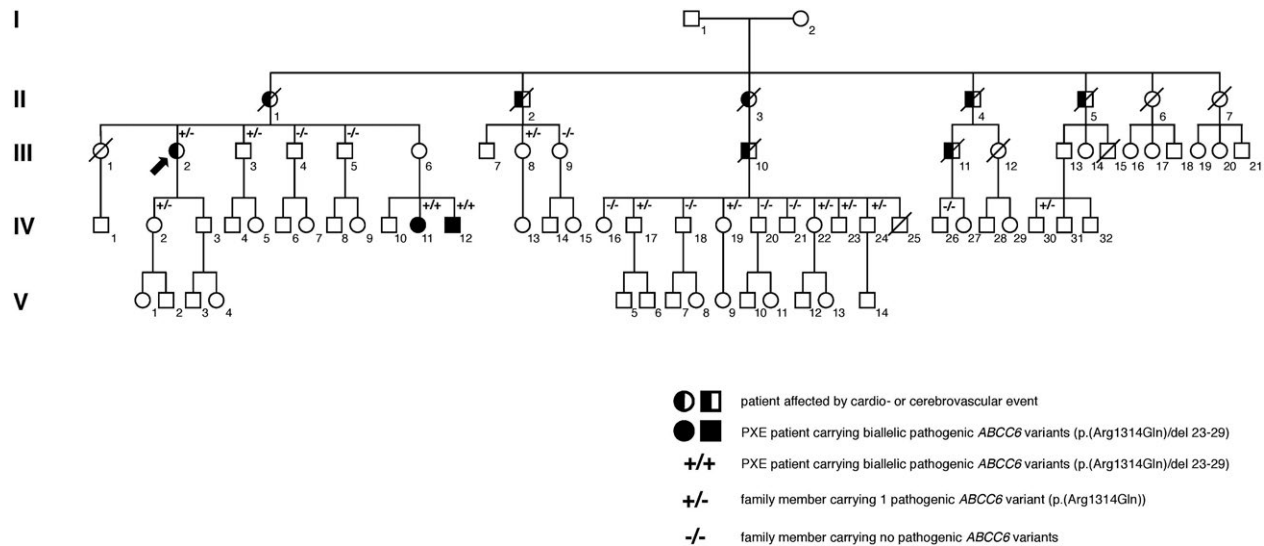 I
1 2
II
1 2 3 4 5 6 7
+/- +/- -/- -/- +/- -/-
III
1 2 3 4 5 6 7 8 9 10 11 12 13 14 15 16 17 18 19 20 21
+/- +/+ +/+ -/- +/- -/- +/- -/- -/- +/- +/- +/- -/- +/-
IV
1 2 3 4 5 6 7 8 9 10 11 12 13 14 15 16 17 18 19 20 21 22 23 24 25 26 27 28 29 30 31 32
V
1 2 3 4 5 6 7 8 9 10 11 12 13 14
patient affected by cardio- or cerebrovascular event
PXE patient carrying biallelic pathogenic ABCC6 variants (p.(Arg1314Gln)/del 23-29)
+/+ PXE patient carrying biallelic pathogenic ABCC6 variants (p.(Arg1314Gln)/del 23-29)
+/- family member carrying 1 pathogenic ABCC6 variant (p.(Arg1314Gln))
-/- family member carrying no pathogenic ABCC6 variants